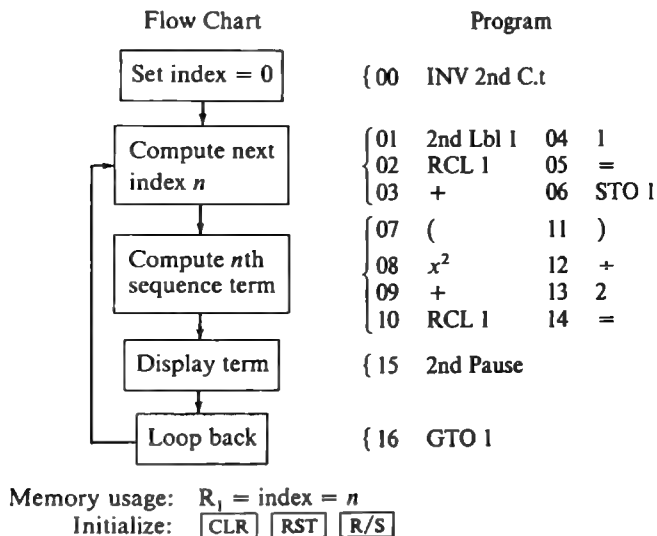 Flow Chart Program
Set index = 0 { 00 INV 2nd C.t
Compute next index n
01 2nd Lbl 1 04 1
02 RCL 1 05 =
03 + 06 STO 1
Compute nth sequence term
07 ( 11 )
08 x² 12 ÷
09 + 13 2
10 RCL 1 14 =
Display term { 15 2nd Pause
Loop back { 16 GTO 1
Memory usage: R₁ = index = n
Initialize: CLR RST R/S